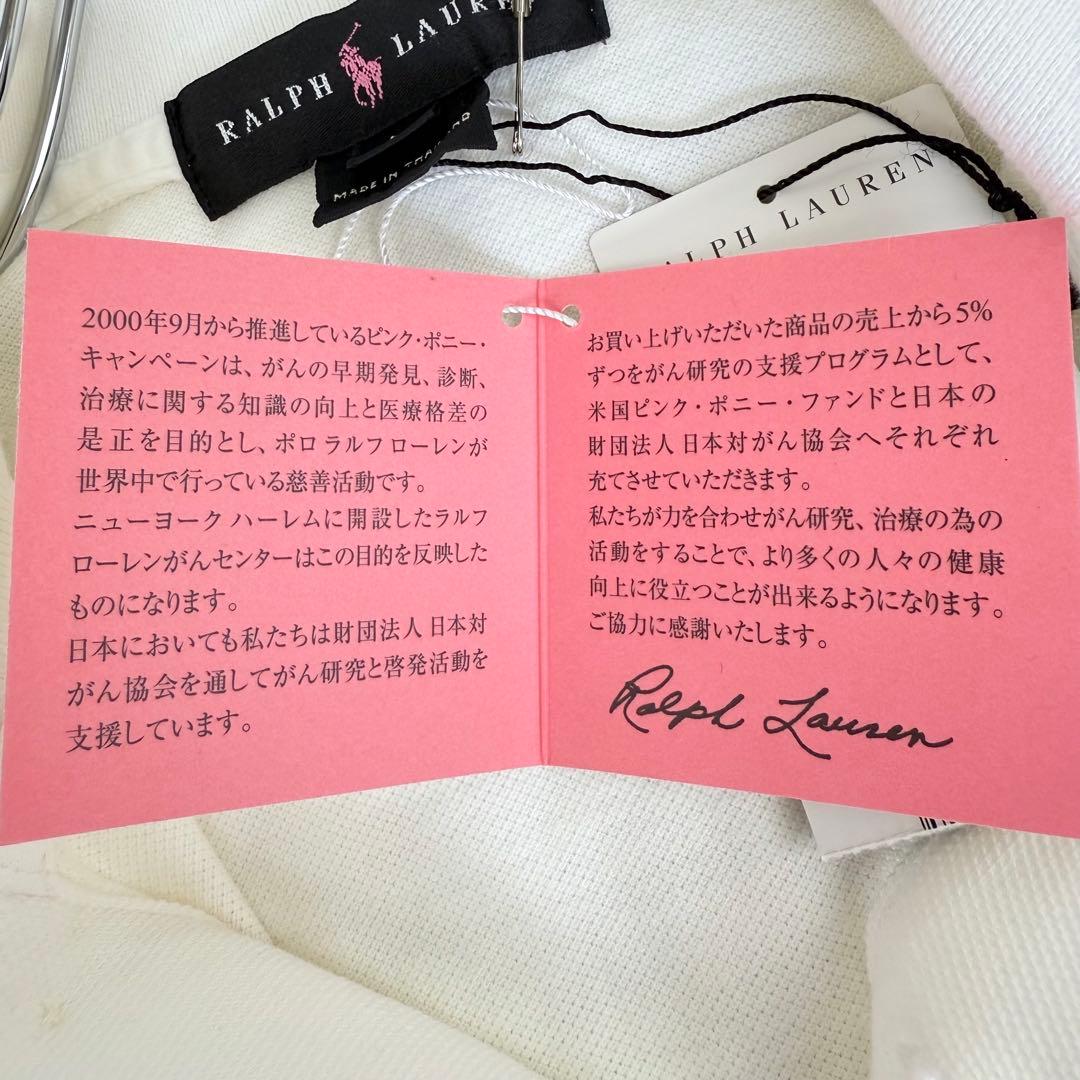 RALPH LAUREN
MADE IN THAILAND
RALPH LAUREN
2000年9月から推進しているピンク・ポニー・
キャンペーンは、がんの早期発見、診断、
治療に関する知識の向上と医療格差の
是正を目的とし、ポロ ラルフ ローレンが
世界中で行っている慈善活動です。
ニューヨーク ハーレムに開設したラルフ
ローレンがんセンターはこの目的を反映した
ものになります。
日本においても私たちは財団法人 日本対
がん協会を通してがん研究と啓発活動を
支援しています。
お買い上げいただいた商品の売上から5%
ずつをがん研究の支援プログラムとして、
米国ピンク・ポニー・ファンドと日本の
財団法人 日本対がん協会へそれぞれ
充てさせていただきます。
私たちが力を合わせがん研究、治療の為の
活動をすることで、より多くの人々の健康
向上に役立つことが出来るようになります。
ご協力に感謝いたします。
Ralph Lauren